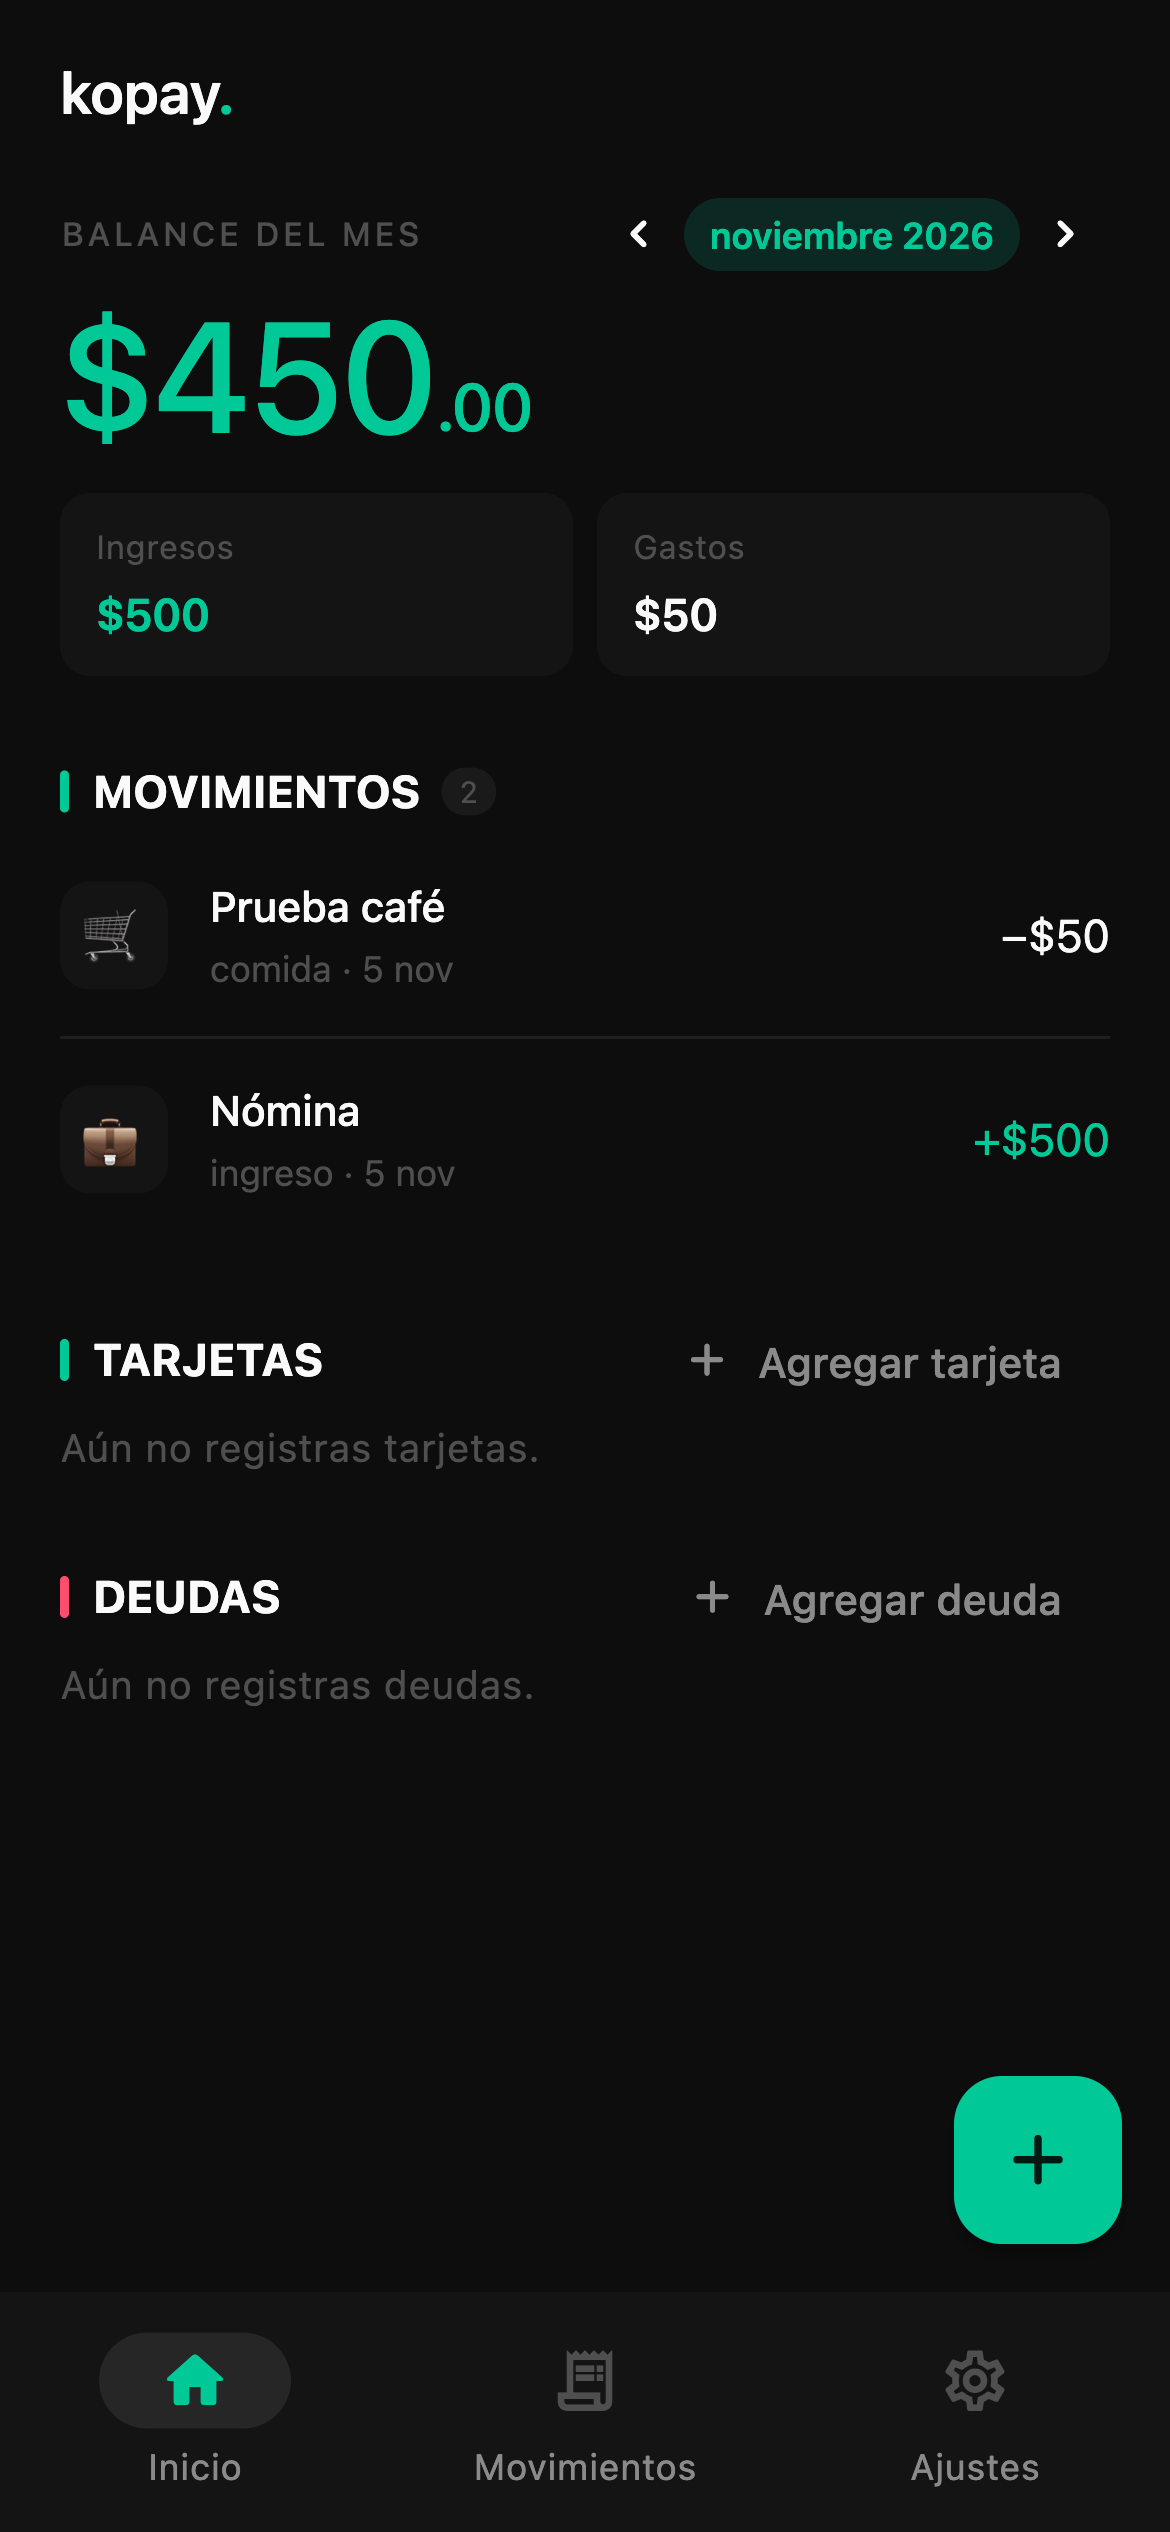 kopay.
BALANCE DEL MES
noviembre 2026
$450.00
Ingresos
$500
Gastos
$50
MOVIMIENTOS 2
Prueba café
comida · 5 nov
–$50
Nómina
ingreso · 5 nov
+$500
TARJETAS
+ Agregar tarjeta
Aún no registras tarjetas.
DEUDAS
+ Agregar deuda
Aún no registras deudas.
Inicio
Movimientos
Ajustes